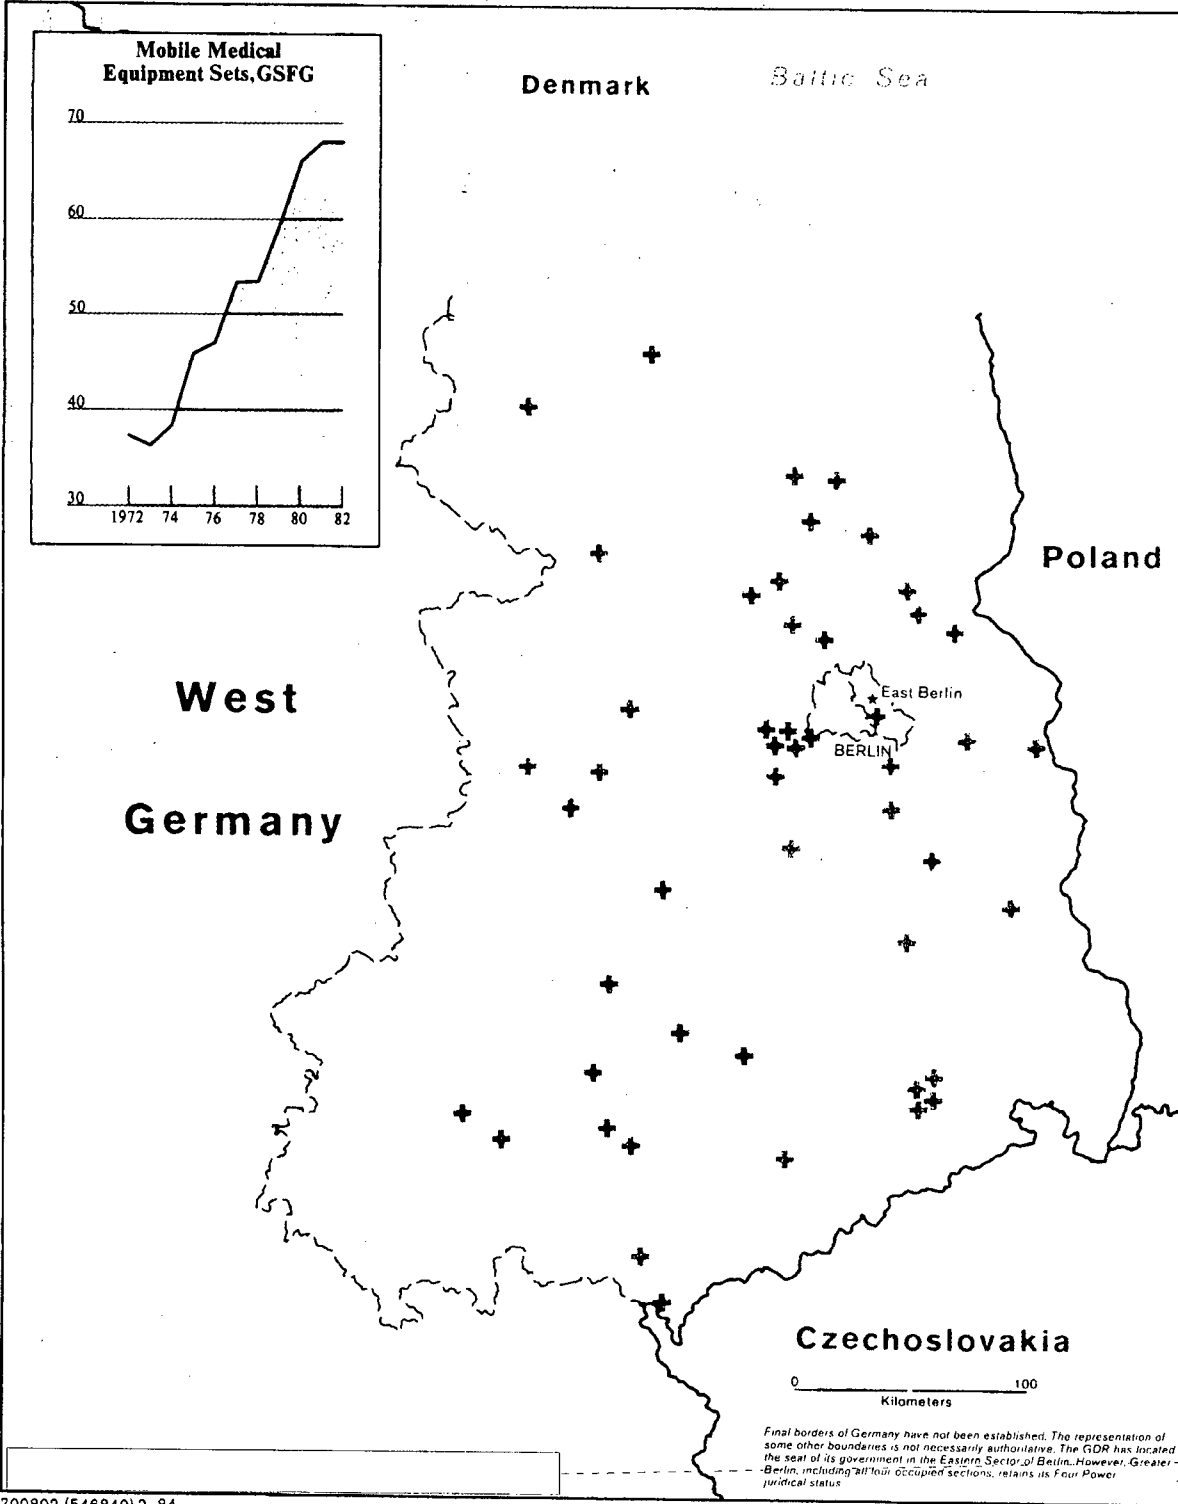 Mobile Medical
Equipment Sets, GSFG
70
60
50
40
30
1972 74 76 78 80 82
Denmark
Baltic Sea
Poland
West
Germany
East Berlin
BERLIN
Czechoslovakia
0 100
Kilometers
Final borders of Germany have not been established. The representation of
some other boundaries is not necessarily authoritative. The GDR has located
the seat of its government in the Eastern Sector of Berlin. However, Greater
Berlin, including all four occupied sections, retains its Four Power
juridical status